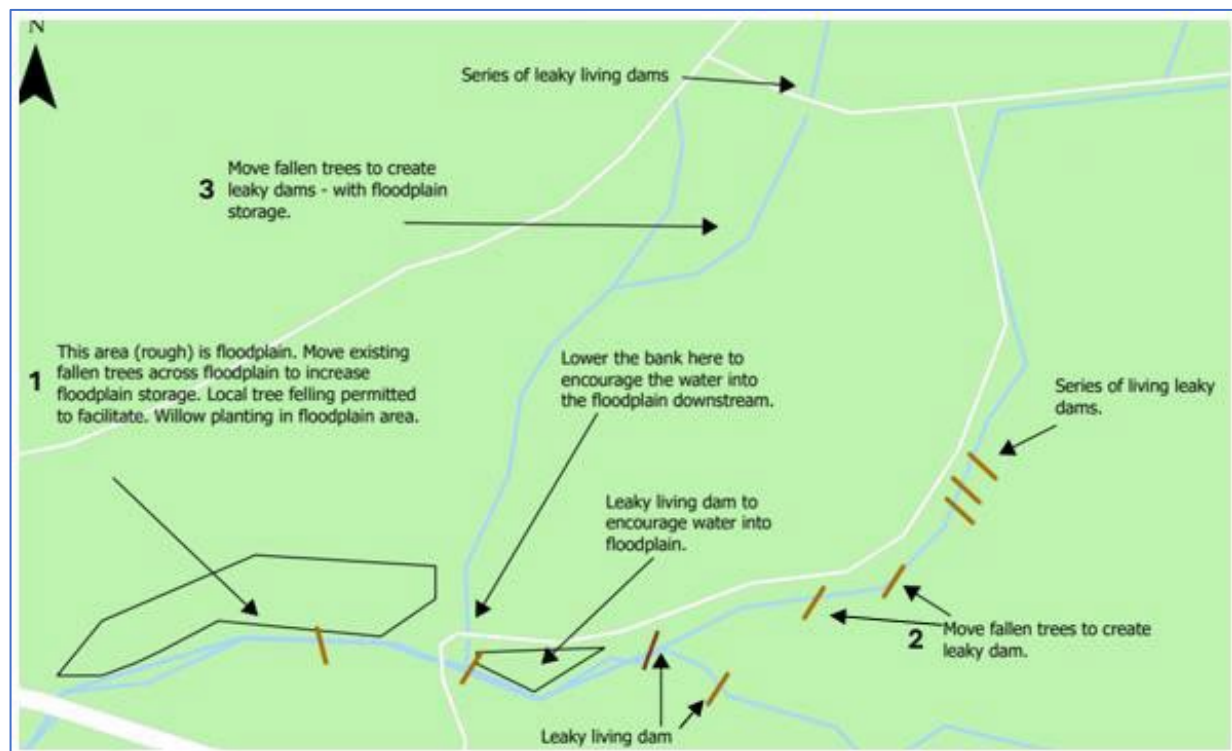 N
Series of leaky living dams
3
Move fallen trees to create
leaky dams - with floodplain
storage.
1
This area (rough) is floodplain. Move existing
fallen trees across floodplain to increase
floodplain storage. Local tree felling permitted
to facilitate. Willow planting in floodplain area.
Lower the bank here to
encourage the water into
the floodplain downstream.
Series of living leaky
dams.
Leaky living dam to
encourage water into
floodplain.
2
Move fallen trees to create
leaky dam.
Leaky living dam